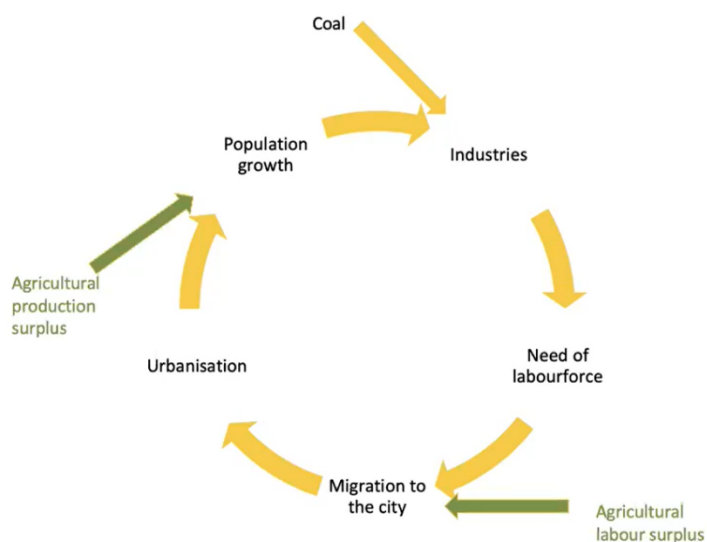 Coal
Population
growth
Industries
Agricultural
production
surplus
Urbanisation
Need of
labourforce
Migration to
the city
Agricultural
labour surplus